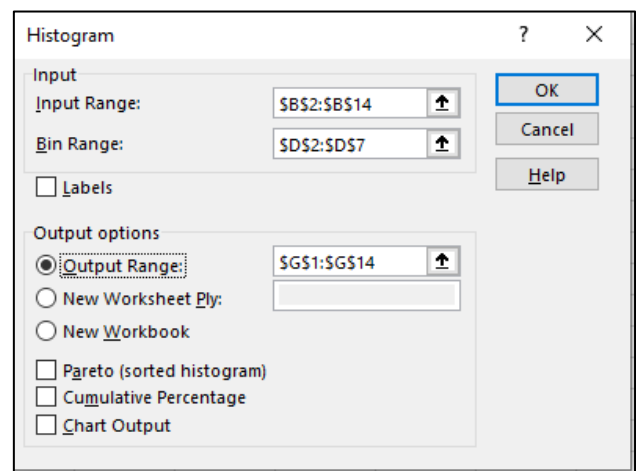 Histogram ? ×
Input
Input Range: $B$2:$B$14
Bin Range: $D$2:$D$7
Labels
OK
Cancel
Help
Output options
Output Range: $G$1:$G$14
New Worksheet Ply:
New Workbook
Pareto (sorted histogram)
Cumulative Percentage
Chart Output